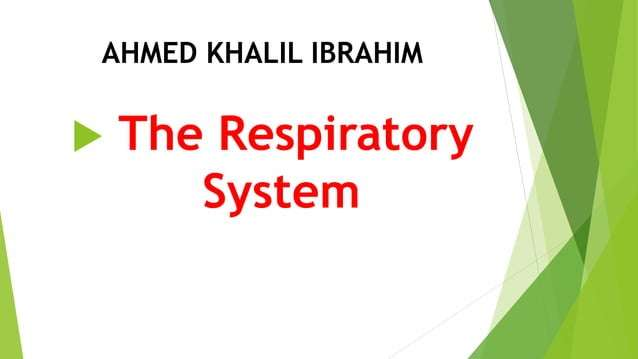 AHMED KHALIL IBRAHIM
The Respiratory
System